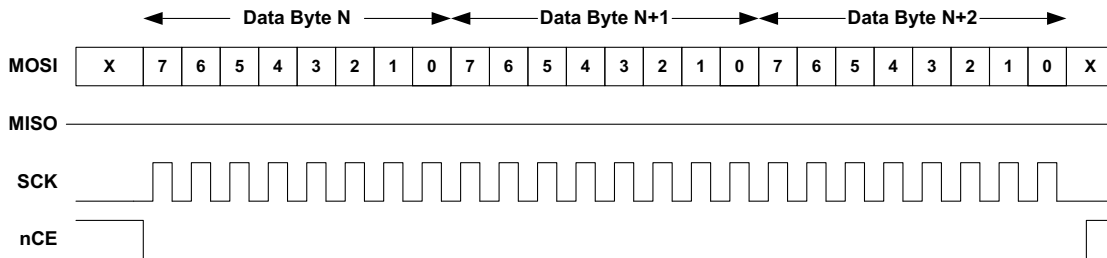 Data Byte N Data Byte N+1 Data Byte N+2
MOSI X 7 6 5 4 3 2 1 0 7 6 5 4 3 2 1 0 7 6 5 4 3 2 1 0 X
MISO
SCK
nCE